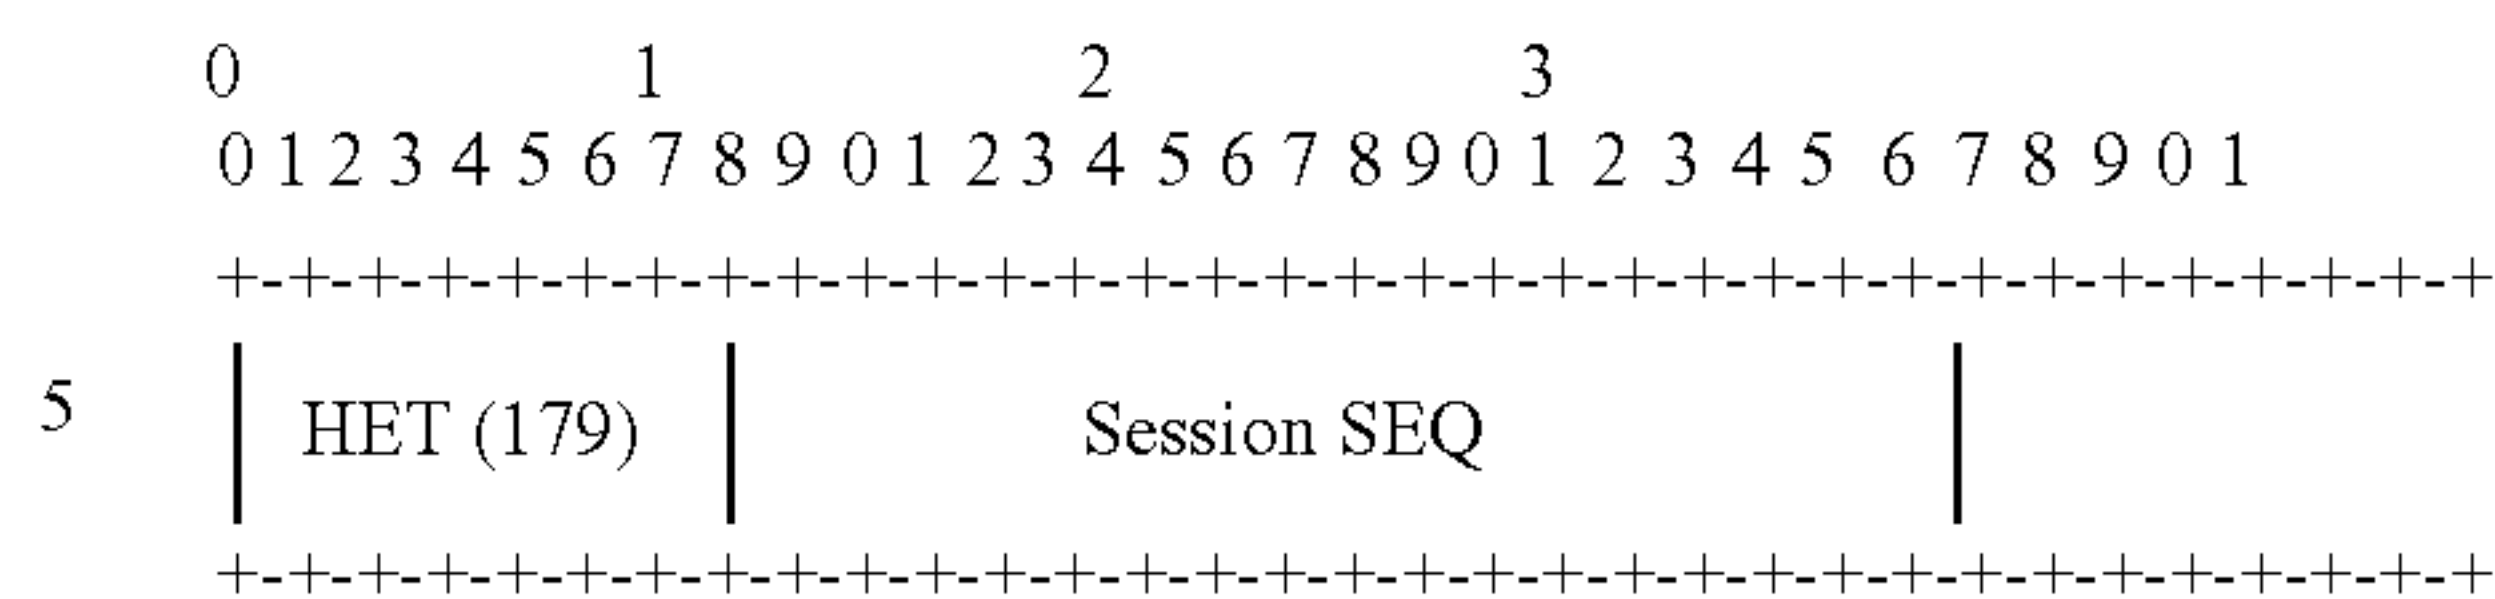 0 1 2 3
0 1 2 3 4 5 6 7 8 9 0 1 2 3 4 5 6 7 8 9 0 1 2 3 4 5 6 7 8 9 0 1
+-+-+-+-+-+-+-+-+-+-+-+-+-+-+-+-+-+-+-+-+-+-+-+-+-+-+-+-+-+-+-+-+
5 | HET (179) | Session SEQ |
+-+-+-+-+-+-+-+-+-+-+-+-+-+-+-+-+-+-+-+-+-+-+-+-+-+-+-+-+-+-+-+-+